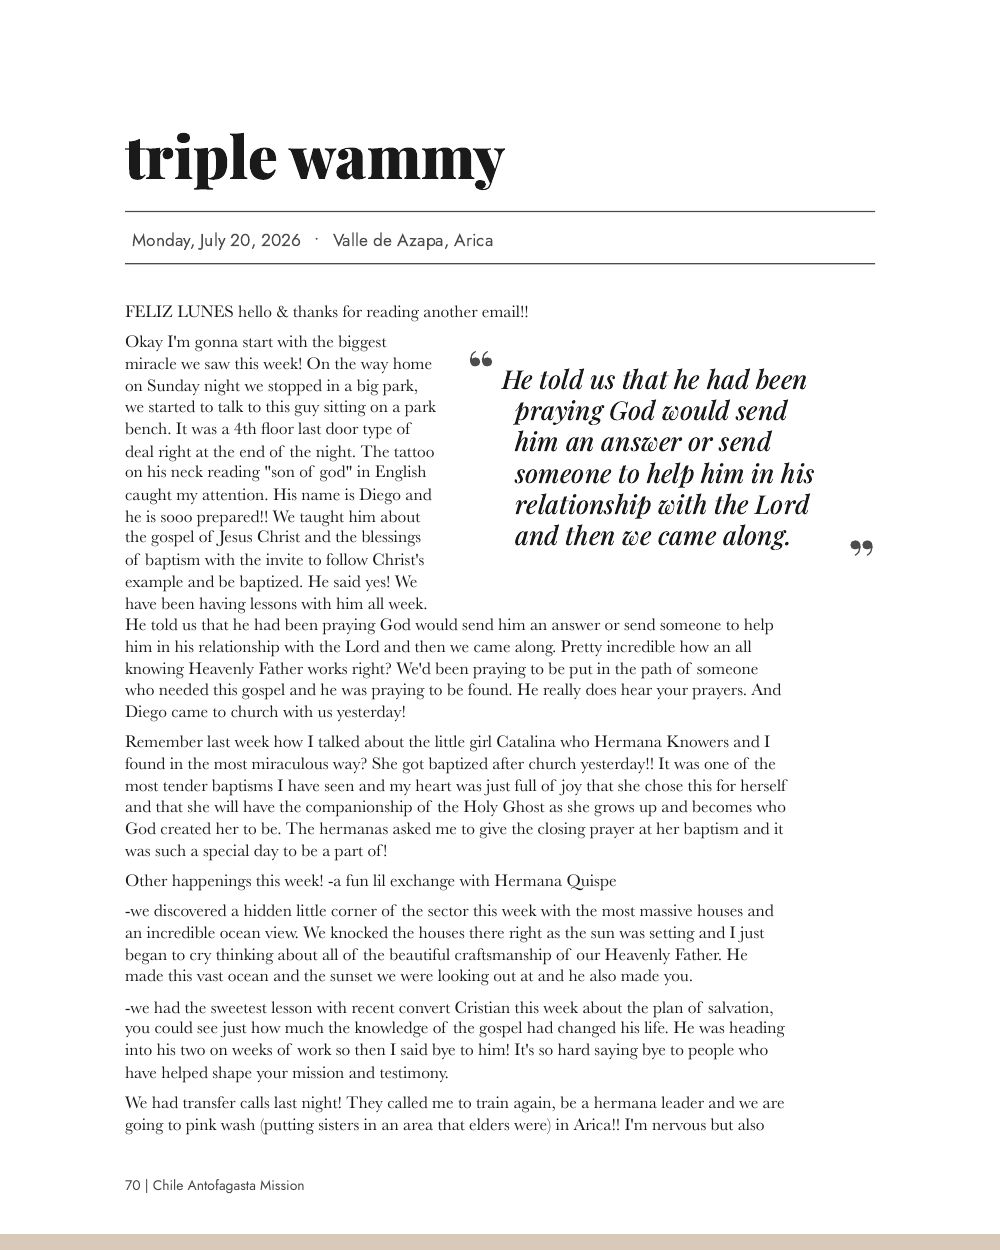 triple wammy
Monday, July 20, 2026 · Valle de Azapa, Arica
FELIZ LUNES hello & thanks for reading another email!!
Okay I'm gonna start with the biggest
miracle we saw this week! On the way home
on Sunday night we stopped in a big park,
we started to talk to this guy sitting on a park
bench. It was a 4th floor last door type of
deal right at the end of the night. The tattoo
on his neck reading "son of god" in English
caught my attention. His name is Diego and
he is sooo prepared!! We taught him about
the gospel of Jesus Christ and the blessings
of baptism with the invite to follow Christ's
example and be baptized. He said yes! We
have been having lessons with him all week.
“He told us that he had been
praying God would send
him an answer or send
someone to help him in his
relationship with the Lord
and then we came along.”
He told us that he had been praying God would send him an answer or send someone to help
him in his relationship with the Lord and then we came along. Pretty incredible how an all
knowing Heavenly Father works right? We'd been praying to be put in the path of someone
who needed this gospel and he was praying to be found. He really does hear your prayers. And
Diego came to church with us yesterday!
Remember last week how I talked about the little girl Catalina who Hermana Knowers and I
found in the most miraculous way? She got baptized after church yesterday!! It was one of the
most tender baptisms I have seen and my heart was just full of joy that she chose this for herself
and that she will have the companionship of the Holy Ghost as she grows up and becomes who
God created her to be. The hermanas asked me to give the closing prayer at her baptism and it
was such a special day to be a part of!
Other happenings this week! -a fun lil exchange with Hermana Quispe
-we discovered a hidden little corner of the sector this week with the most massive houses and
an incredible ocean view. We knocked the houses there right as the sun was setting and I just
began to cry thinking about all of the beautiful craftsmanship of our Heavenly Father. He
made this vast ocean and the sunset we were looking out at and he also made you.
-we had the sweetest lesson with recent convert Cristian this week about the plan of salvation,
you could see just how much the knowledge of the gospel had changed his life. He was heading
into his two on weeks of work so then I said bye to him! It's so hard saying bye to people who
have helped shape your mission and testimony.
We had transfer calls last night! They called me to train again, be a hermana leader and we are
going to pink wash (putting sisters in an area that elders were) in Arica!! I'm nervous but also
70 | Chile Antofagasta Mission